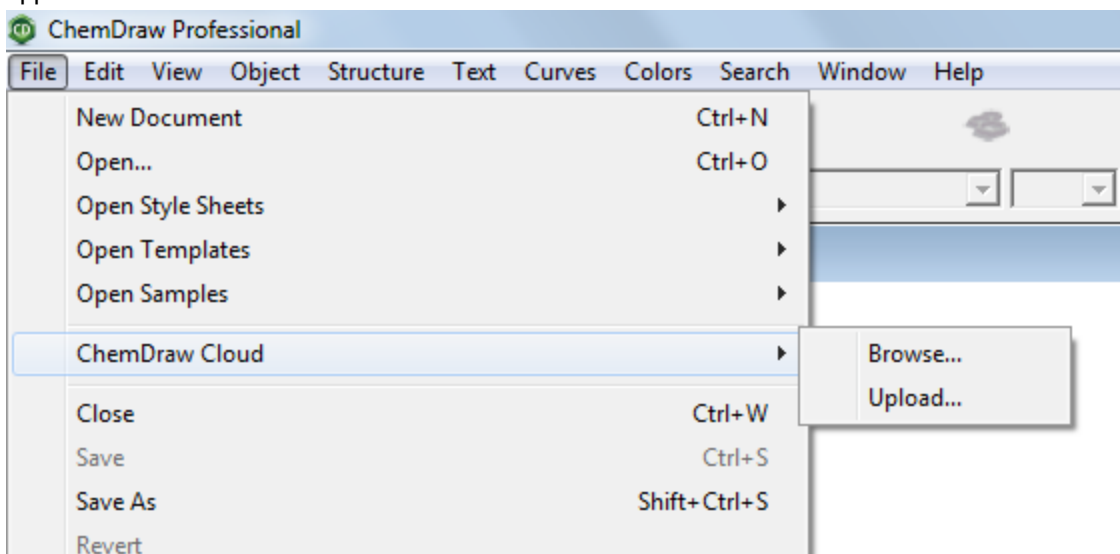 ChemDraw Professional
File Edit View Object Structure Text Curves Colors Search Window Help
New Document Ctrl+N
Open... Ctrl+O
Open Style Sheets
Open Templates
Open Samples
ChemDraw Cloud
Browse...
Upload...
Close Ctrl+W
Save Ctrl+S
Save As Shift+Ctrl+S
Revert